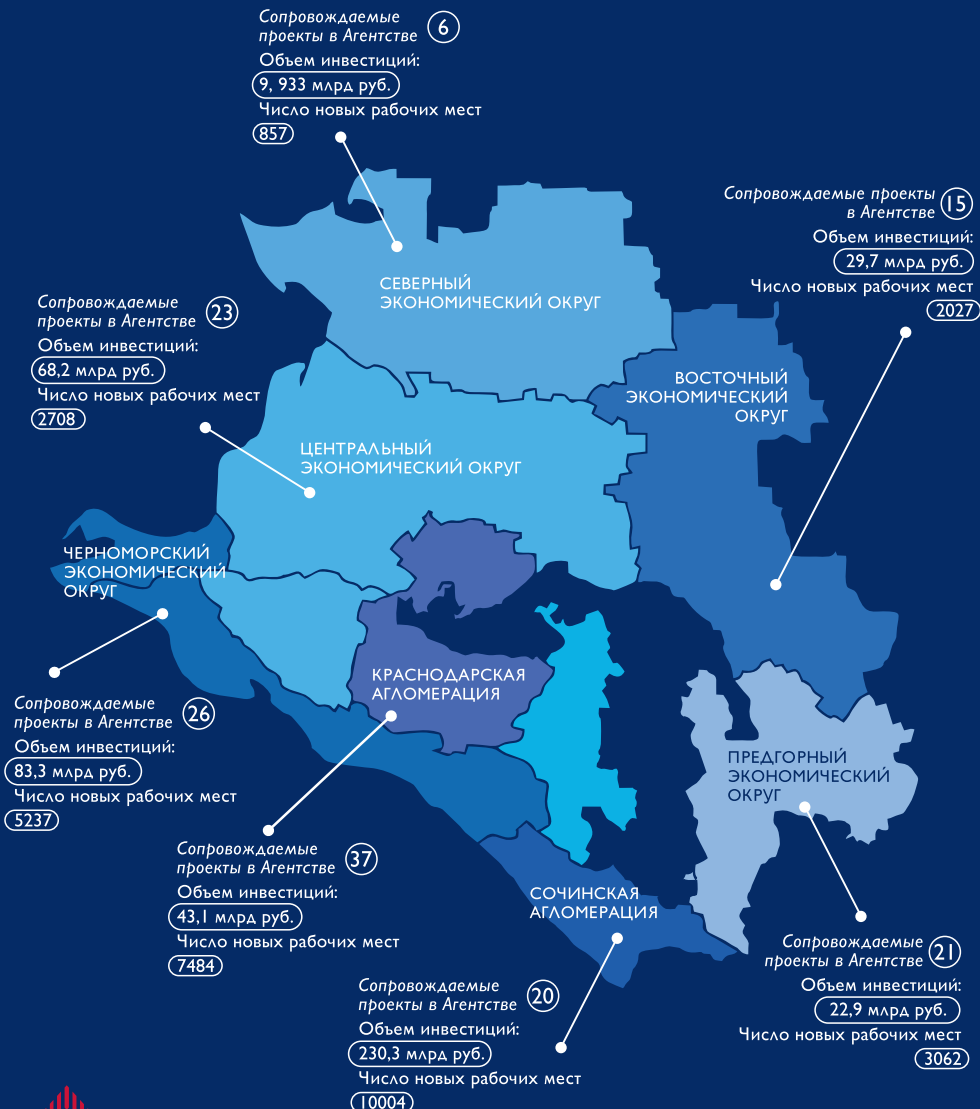 Сопровождаемые
проекты в Агентстве 6
Объем инвестиций:
9, 933 млрд руб.
Число новых рабочих мест
857
Сопровождаемые проекты
в Агентстве 15
Объем инвестиций:
29,7 млрд руб.
Число новых рабочих мест
2027
СЕВЕРНЫЙ
ЭКОНОМИЧЕСКИЙ ОКРУГ
Сопровождаемые
проекты в Агентстве 23
Объем инвестиций:
68,2 млрд руб.
Число новых рабочих мест
2708
ВОСТОЧНЫЙ
ЭКОНОМИЧЕСКИЙ
ОКРУГ
ЦЕНТРАЛЬНЫЙ
ЭКОНОМИЧЕСКИЙ ОКРУГ
ЧЕРНОМОРСКИЙ
ЭКОНОМИЧЕСКИЙ
ОКРУГ
КРАСНОДАРСКАЯ
АГЛОМЕРАЦИЯ
Сопровождаемые
проекты в Агентстве 26
Объем инвестиций:
83,3 млрд руб.
Число новых рабочих мест
5237
ПРЕДГОРНЫЙ
ЭКОНОМИЧЕСКИЙ
ОКРУГ
Сопровождаемые
проекты в Агентстве 37
Объем инвестиций:
43,1 млрд руб.
Число новых рабочих мест
7484
СОЧИНСКАЯ
АГЛОМЕРАЦИЯ
Сопровождаемые
проекты в Агентстве 21
Объем инвестиций:
22,9 млрд руб.
Число новых рабочих мест
3062
Сопровождаемые
проекты в Агентстве 20
Объем инвестиций:
230,3 млрд руб.
Число новых рабочих мест
10004